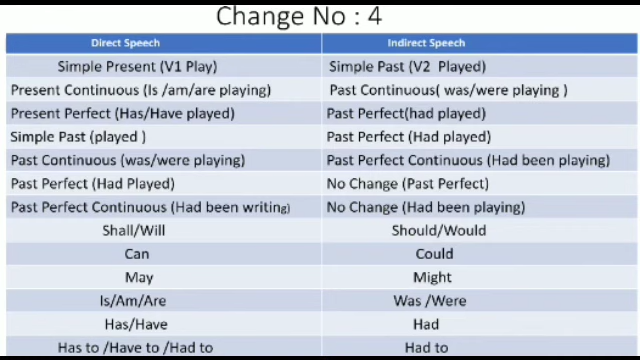 Change No : 4
Direct Speech Indirect Speech
Simple Present (V1 Play) Simple Past (V2 Played)
Present Continuous (Is /am/are playing) Past Continuous( was/were playing )
Present Perfect (Has/Have played) Past Perfect(had played)
Simple Past (played ) Past Perfect (Had played)
Past Continuous (was/were playing) Past Perfect Continuous (Had been playing)
Past Perfect (Had Played) No Change (Past Perfect)
Past Perfect Continuous (Had been writing) No Change (Had been playing)
Shall/Will Should/Would
Can Could
May Might
Is/Am/Are Was /Were
Has/Have Had
Has to /Have to /Had to Had to